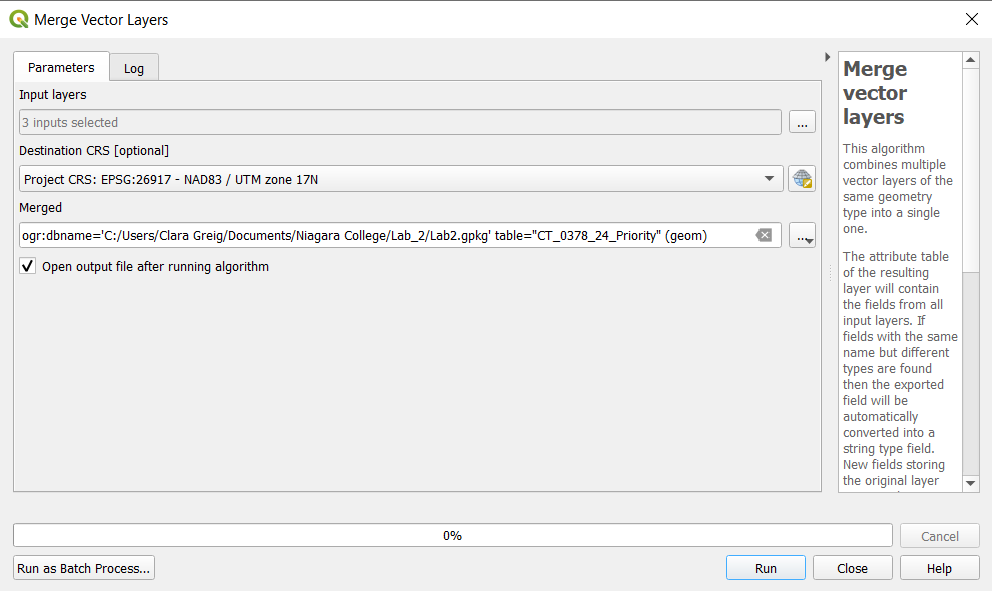 Merge Vector Layers
Parameters
Log
Input layers
3 inputs selected
...
Destination CRS [optional]
Project CRS: EPSG:26917 - NAD83 / UTM zone 17N
Merged
ogr:dbname='C:/Users/Clara Greig/Documents/Niagara College/Lab_2/Lab2.gpkg' table="CT_0378_24_Priority" (geom)
...
Open output file after running algorithm
Merge
vector
layers
This algorithm
combines multiple
vector layers of the
same geometry
type into a single
one.
The attribute table
of the resulting
layer will contain
the fields from all
input layers. If
fields with the same
name but different
types are found
then the exported
field will be
automatically
converted into a
string type field.
New fields storing
the original layer
0%
Cancel
Run as Batch Process...
Run
Close
Help